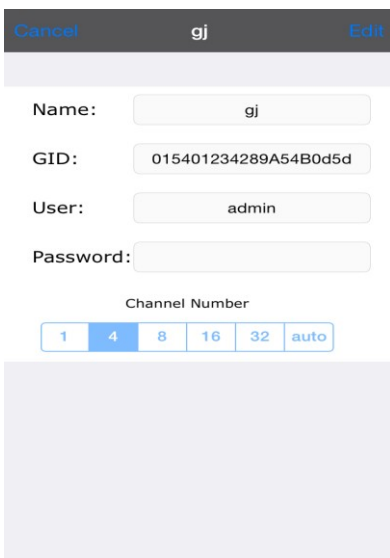 Cancel gj Edit
Name: gj
GID: 015401234289A54B0d5d
User: admin
Password:
Channel Number
1 4 8 16 32 auto